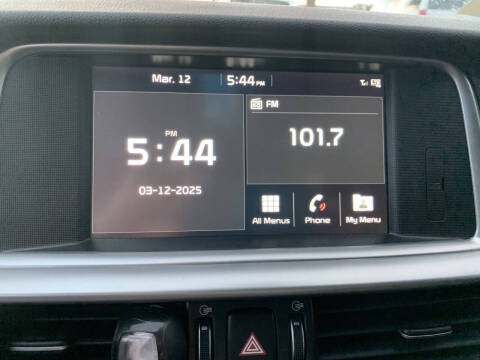 Mar. 12 5:44 PM
PM
5:44
03-12-2025
FM
101.7
All Menus Phone My Menu